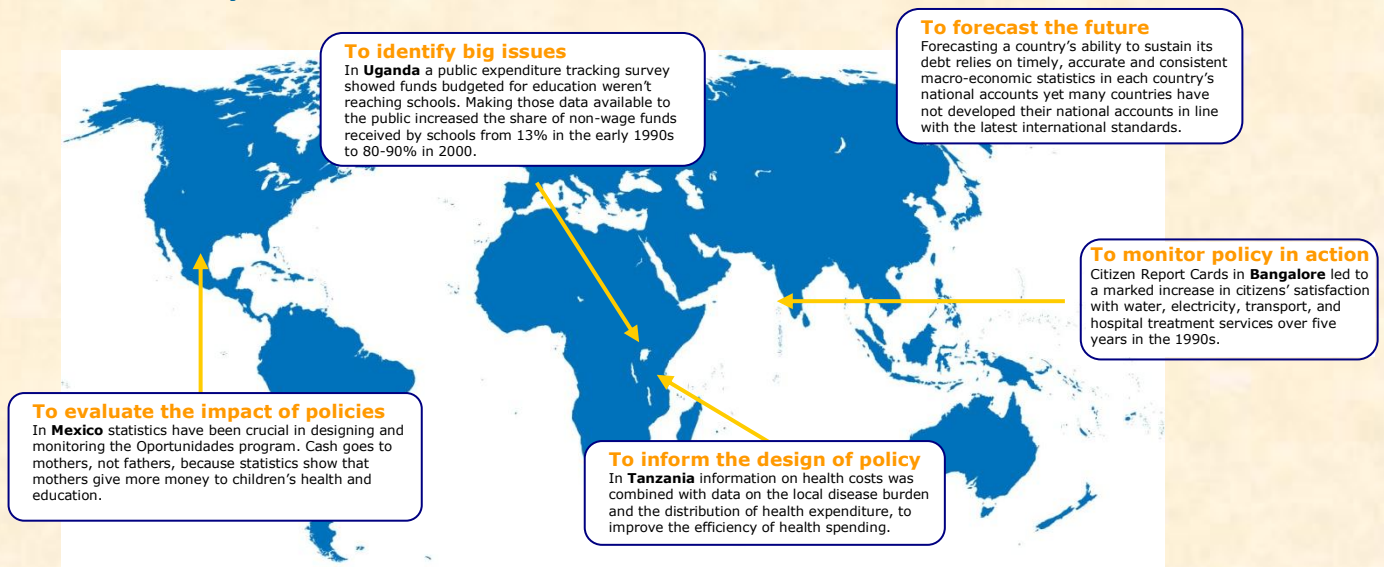 To identify big issues
In Uganda a public expenditure tracking survey
showed funds budgeted for education weren't
reaching schools. Making those data available to
the public increased the share of non-wage funds
received by schools from 13% in the early 1990s
to 80-90% in 2000.
To forecast the future
Forecasting a country's ability to sustain its
debt relies on timely, accurate and consistent
macro-economic statistics in each country's
national accounts yet many countries have
not developed their national accounts in line
with the latest international standards.
To monitor policy in action
Citizen Report Cards in Bangalore led to
a marked increase in citizens' satisfaction
with water, electricity, transport, and
hospital treatment services over five
years in the 1990s.
To evaluate the impact of policies
In Mexico statistics have been crucial in designing and
monitoring the Oportunidades program. Cash goes to
mothers, not fathers, because statistics show that
mothers give more money to children's health and
education.
To inform the design of policy
In Tanzania information on health costs was
combined with data on the local disease burden
and the distribution of health expenditure, to
improve the efficiency of health spending.